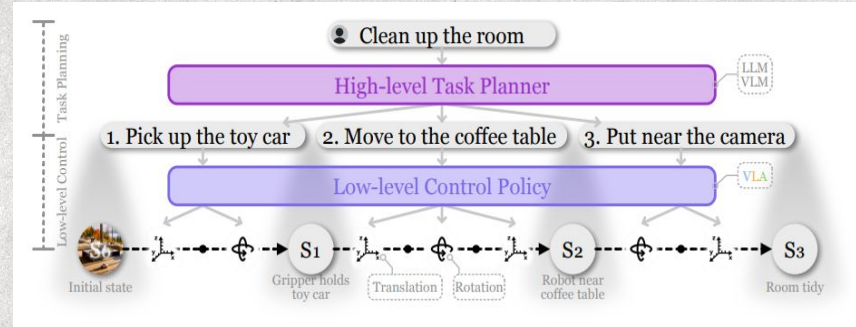 Task Planning
Clean up the room
High-level Task Planner
LLM
VLM
1. Pick up the toy car
2. Move to the coffee table
3. Put near the camera
Low-level Control
Low-level Control Policy
VLA
S
S1
S2
S3
Initial state
Gripper holds
toy car
Translation
Rotation
Robot near
coffee table
Room tidy